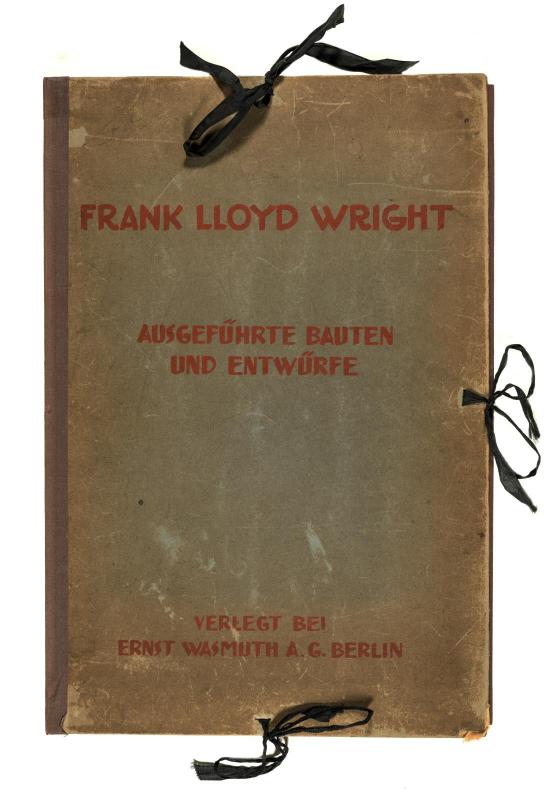 FRANK LLOYD WRIGHT
AUSGEFÜHRTE BAUTEN
UND ENTWÜRFE
VERLEGT BEI
ERNST WASMUTH A.G. BERLIN